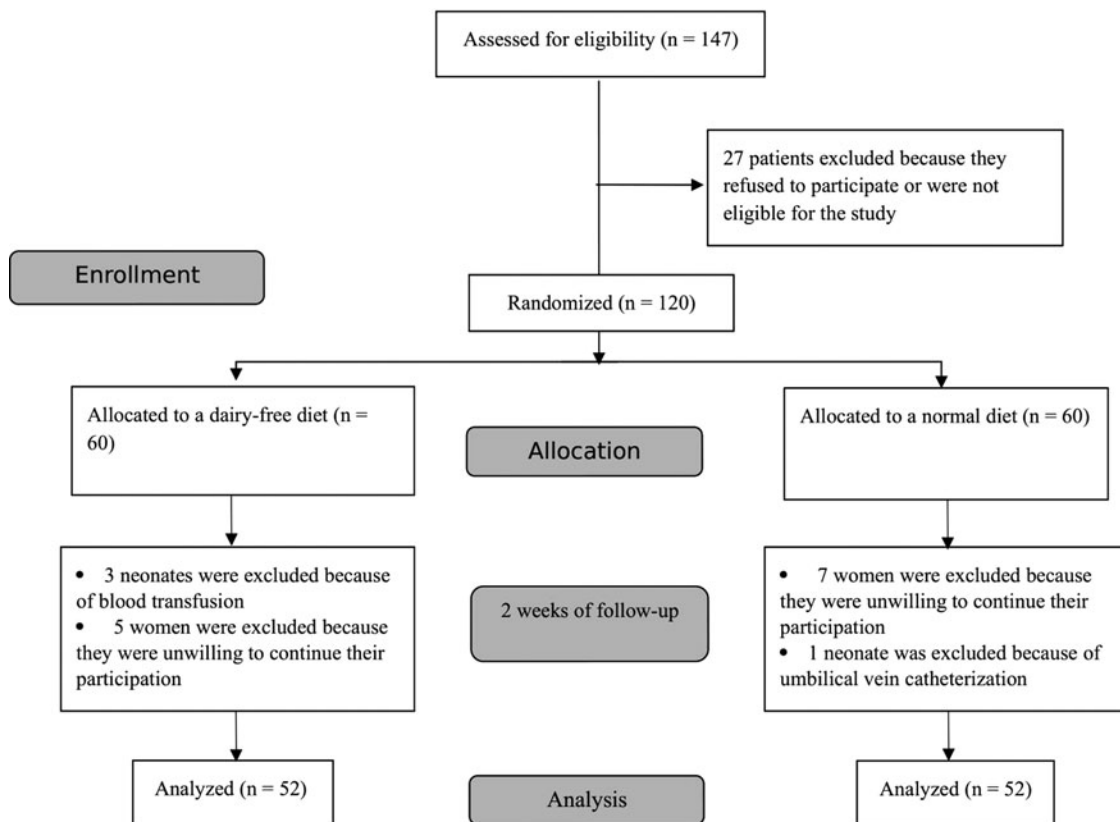 Assessed for eligibility (n = 147)
27 patients excluded because they
refused to participate or were not
eligible for the study
Enrollment
Randomized (n = 120)
Allocated to a dairy-free diet (n =
60)
Allocation
Allocated to a normal diet (n = 60)
• 3 neonates were excluded because
of blood transfusion
• 5 women were excluded because
they were unwilling to continue their
participation
2 weeks of follow-up
• 7 women were excluded because
they were unwilling to continue their
participation
• 1 neonate was excluded because of
umbilical vein catheterization
Analyzed (n = 52)
Analysis
Analyzed (n = 52)